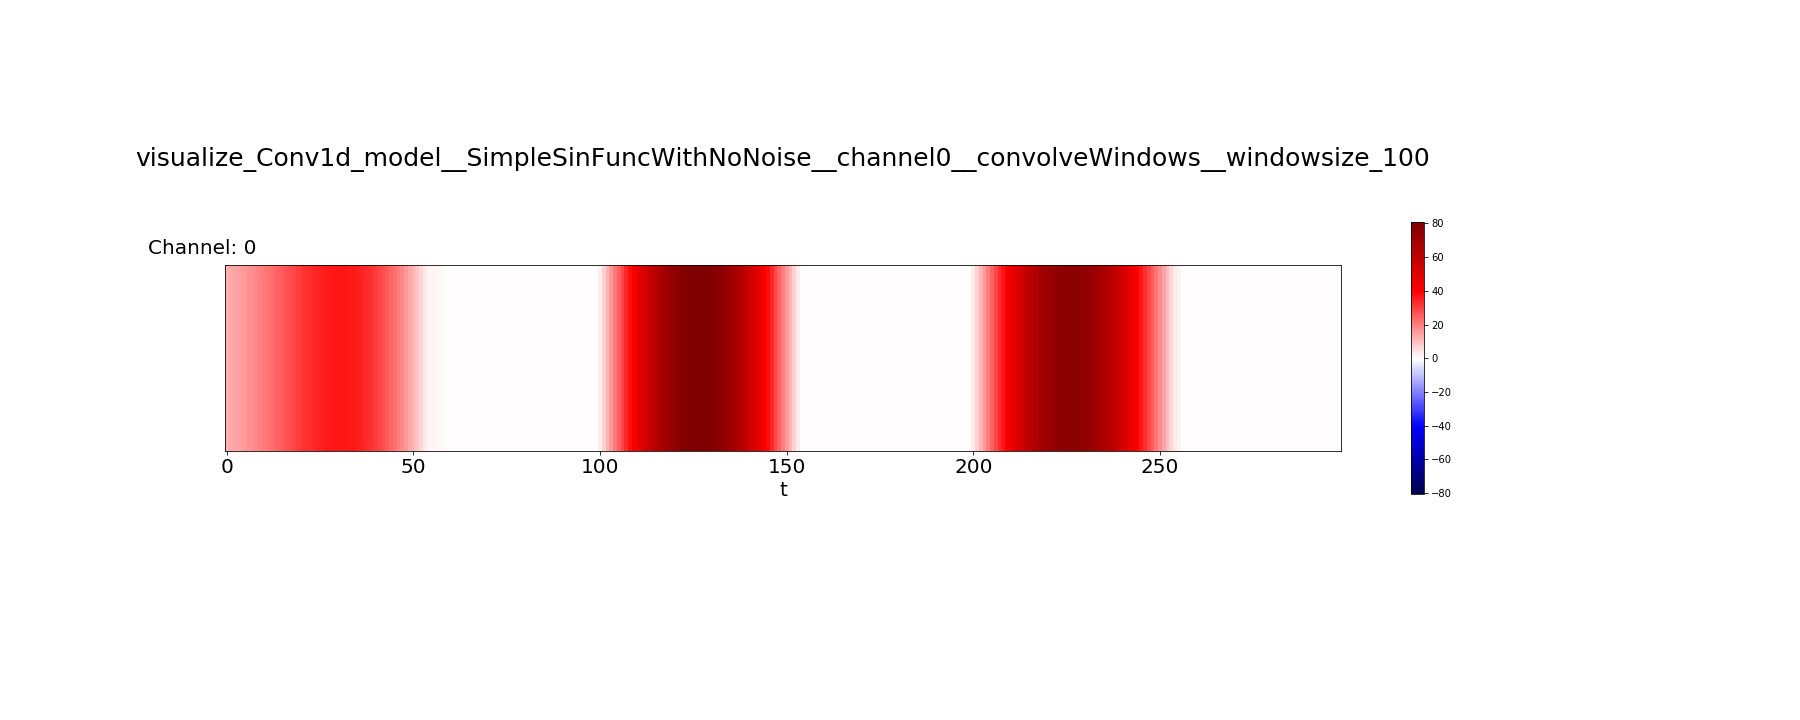 visualize_Conv1d_model__SimpleSinFuncWithNoNoise__channel0__convolveWindows__windowsize_100
Channel: 0
80
60
40
20
0
−20
−40
−60
−80
0 50 100 150 200 250
t